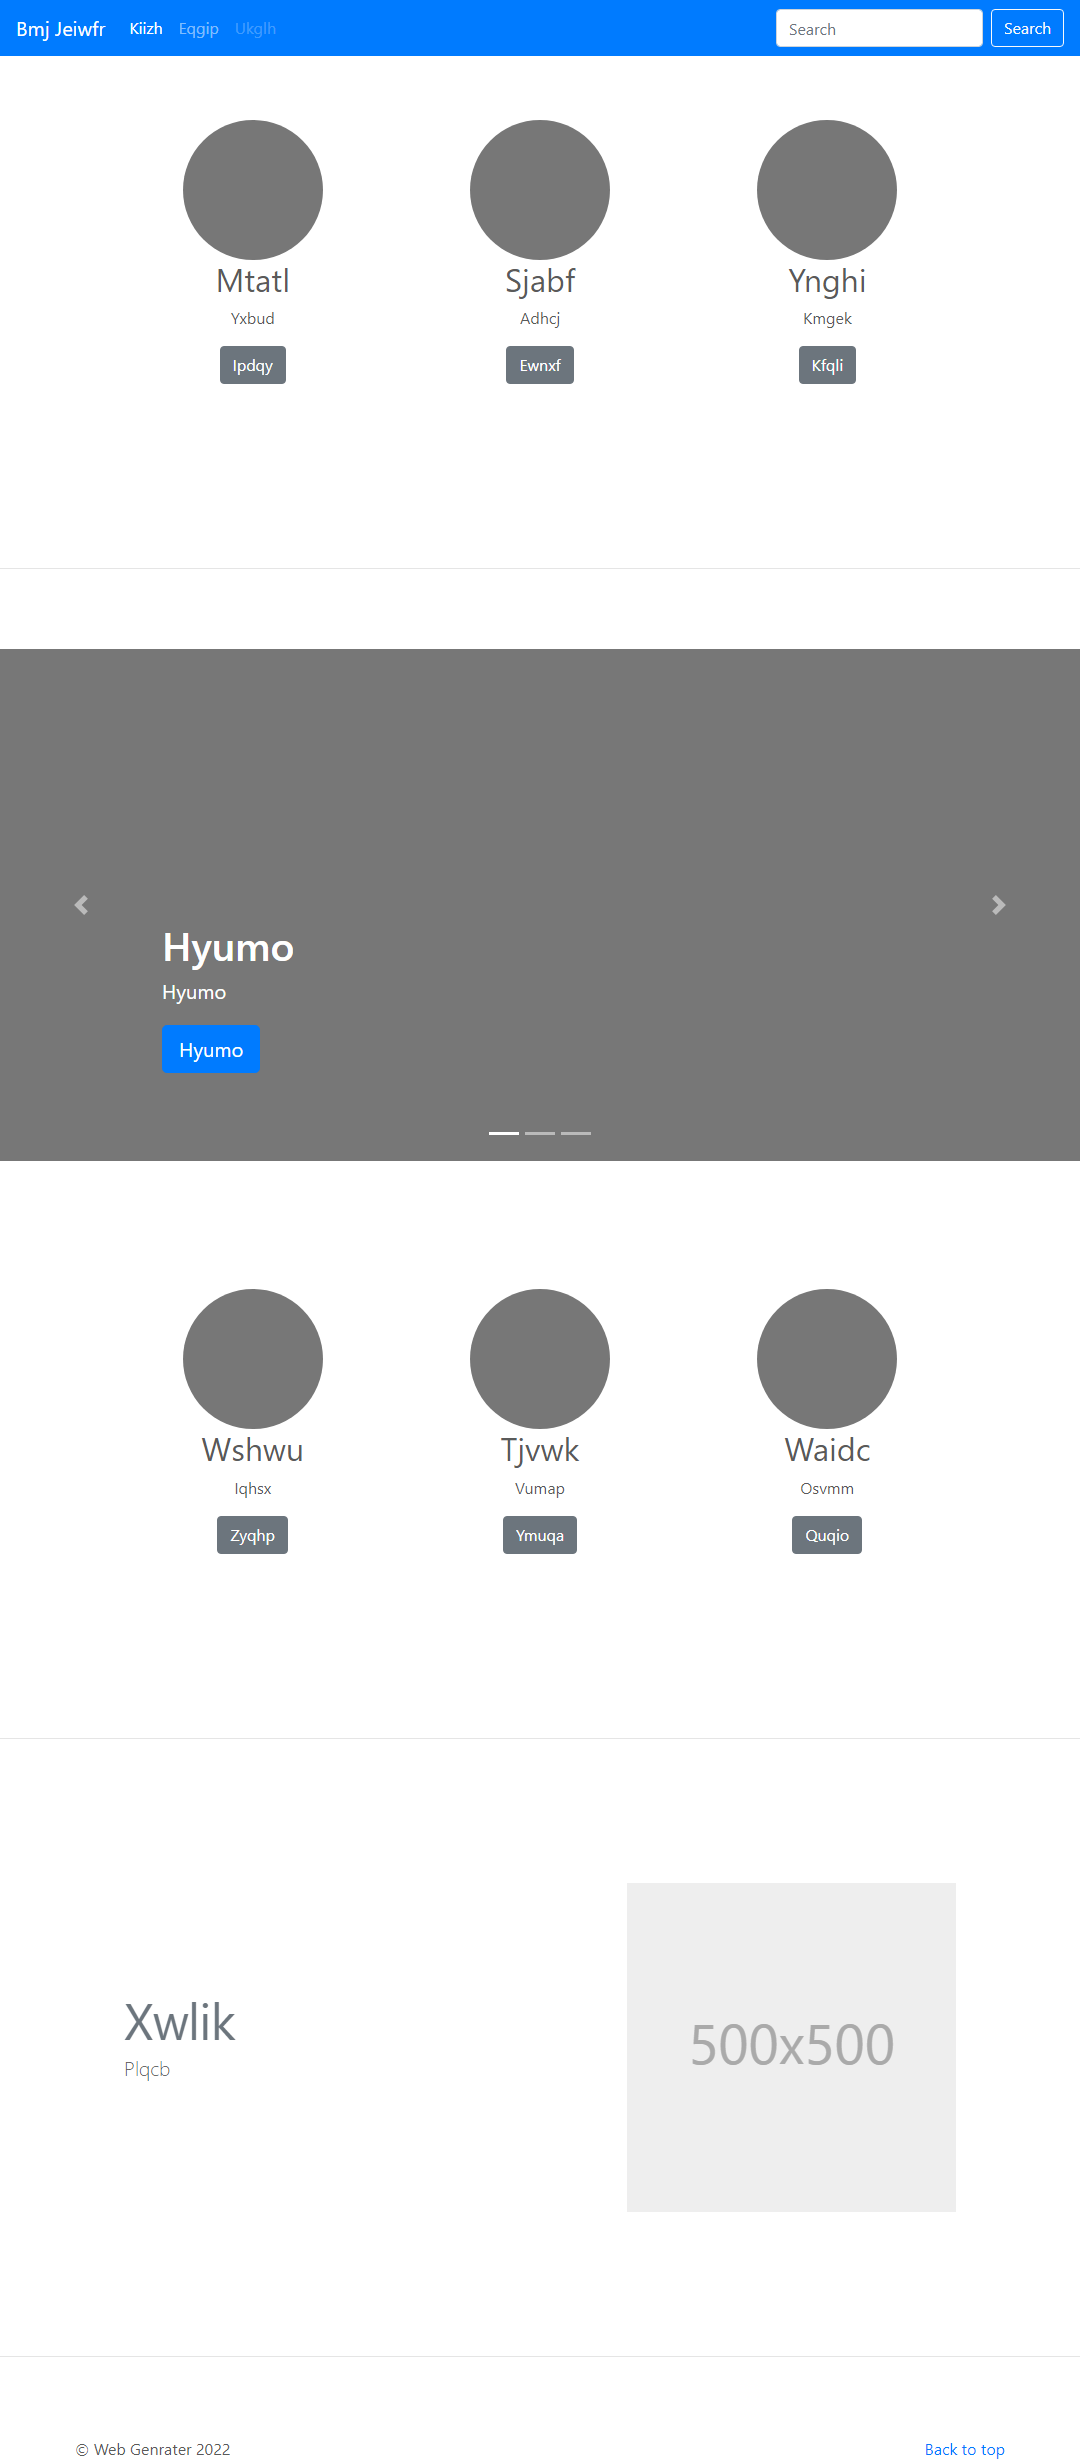 Bmj Jeiwfr Kiizh Eqgip Ukglh Search Search
Mtatl Sjabf Ynghi
Yxbud Adhcj Kmgek
Ipdqy Ewnxf Kfqli
Hyumo
Hyumo
Hyumo
Wshwu Tjvwk Waidc
Iqhsx Vumap Osvmm
Zyqhp Ymuqa Quqio
Xwlik
Plqcb
500x500
© Web Genrater 2022 Back to top